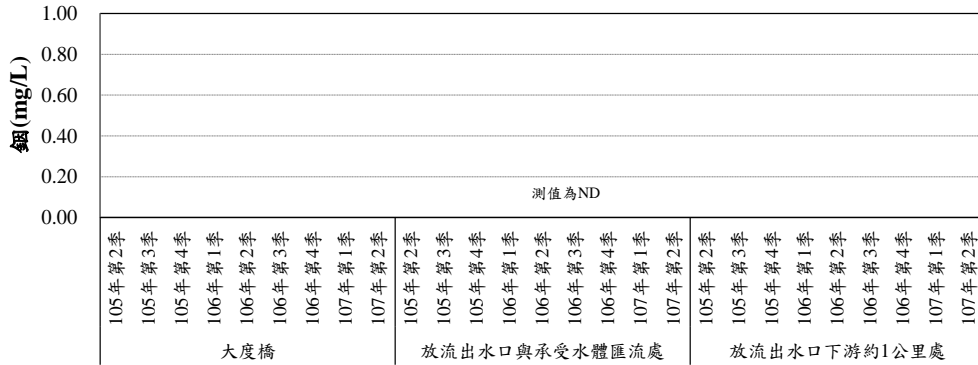 銦(mg/L)
1.00
0.80
0.60
0.40
0.20
0.00
測值為ND
105年第2季
105年第3季
105年第4季
106年第1季
106年第2季
106年第3季
106年第4季
107年第1季
107年第2季
105年第2季
105年第3季
105年第4季
106年第1季
106年第2季
106年第3季
106年第4季
107年第1季
107年第2季
105年第2季
105年第3季
105年第4季
106年第1季
106年第2季
106年第3季
106年第4季
107年第1季
107年第2季
大度橋
放流出水口與承受水體匯流處
放流出水口下游約1公里處